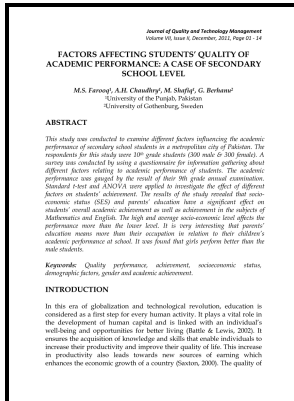 Journal of Quality and Technology Management
Volume VII, Issue II, December, 2011, Page 01 - 14
FACTORS AFFECTING STUDENTS' QUALITY OF
ACADEMIC PERFORMANCE: A CASE OF SECONDARY
SCHOOL LEVEL
M.S. Farooq¹, A.H. Chaudhry¹, M. Shafiq¹, G. Berhanu²
¹University of the Punjab, Pakistan
²University of Gothenburg, Sweden
ABSTRACT
This study was conducted to examine different factors influencing the academic
performance of secondary school students in a metropolitan city of Pakistan. The
respondents for this study were 10th grade students (300 male & 300 female). A
survey was conducted by using a questionnaire for information gathering about
different factors relating to academic performance of students. The academic
performance was gauged by the result of their 9th grade annual examination.
Standard t-test and ANOVA were applied to investigate the effect of different
factors on students' achievement. The results of the study revealed that socio-
economic status (SES) and parents' education have a significant effect on
students' overall academic achievement as well as achievement in the subjects of
Mathematics and English. The high and average socio-economic level affects the
performance more than the lower level. It is very interesting that parents'
education means more than their occupation in relation to their children's
academic performance at school. It was found that girls perform better than the
male students.
Keywords: Quality performance, achievement, socioeconomic status,
demographic factors, gender and academic achievement.
INTRODUCTION
In this era of globalization and technological revolution, education is
considered as a first step for every human activity. It plays a vital role in
the development of human capital and is linked with an individual's
well-being and opportunities for better living (Battle & Lewis, 2002). It
ensures the acquisition of knowledge and skills that enable individuals to
increase their productivity and improve their quality of life. This increase
in productivity also leads towards new sources of earning which
enhances the economic growth of a country (Saxton, 2000). The quality of